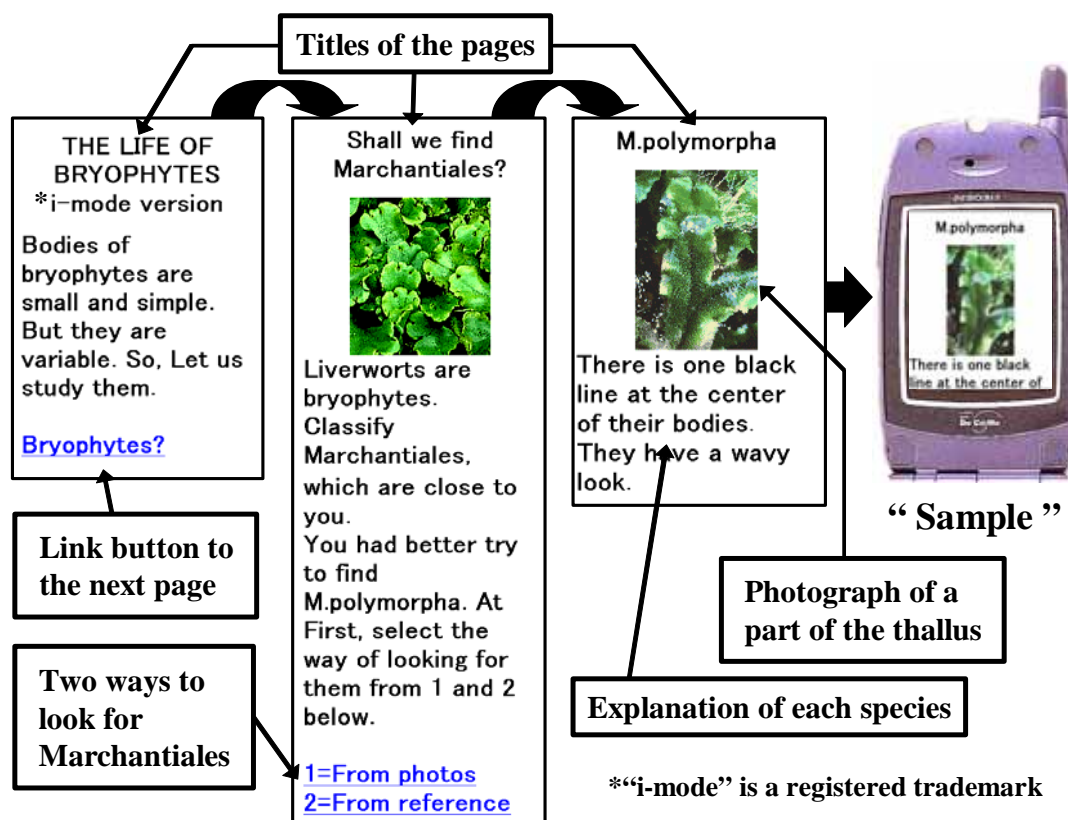 Titles of the pages
THE LIFE OF
BRYOPHYTES
*i-mode version
Bodies of
bryophytes are
small and simple.
But they are
variable. So, Let us
study them.
Bryophytes?
Link button to
the next page
Two ways to
look for
Marchantiales
Shall we find
Marchantiales?
Liverworts are
bryophytes.
Classify
Marchantiales,
which are close to
you.
You had better try
to find
M.polymorpha. At
First, select the
way of looking for
them from 1 and 2
below.
1=From photos
2=From reference
M.polymorpha
There is one black
line at the center
of their bodies.
They have a wavy
look.
M.polymorpha
There is one black
line at the center of
“ Sample ”
Photograph of a
part of the thallus
Explanation of each species
*“i-mode” is a registered trademark